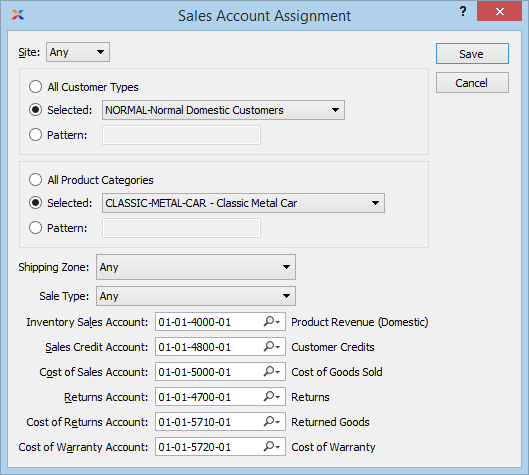 Sales Account Assignment
?
Site: Any
Save
Cancel
All Customer Types
Selected: NORMAL-Normal Domestic Customers
Pattern:
All Product Categories
Selected: CLASSIC-METAL-CAR - Classic Metal Car
Pattern:
Shipping Zone: Any
Sale Type: Any
Inventory Sales Account: 01-01-4000-01 Product Revenue (Domestic)
Sales Credit Account: 01-01-4800-01 Customer Credits
Cost of Sales Account: 01-01-5000-01 Cost of Goods Sold
Returns Account: 01-01-4700-01 Returns
Cost of Returns Account: 01-01-5710-01 Returned Goods
Cost of Warranty Account: 01-01-5720-01 Cost of Warranty